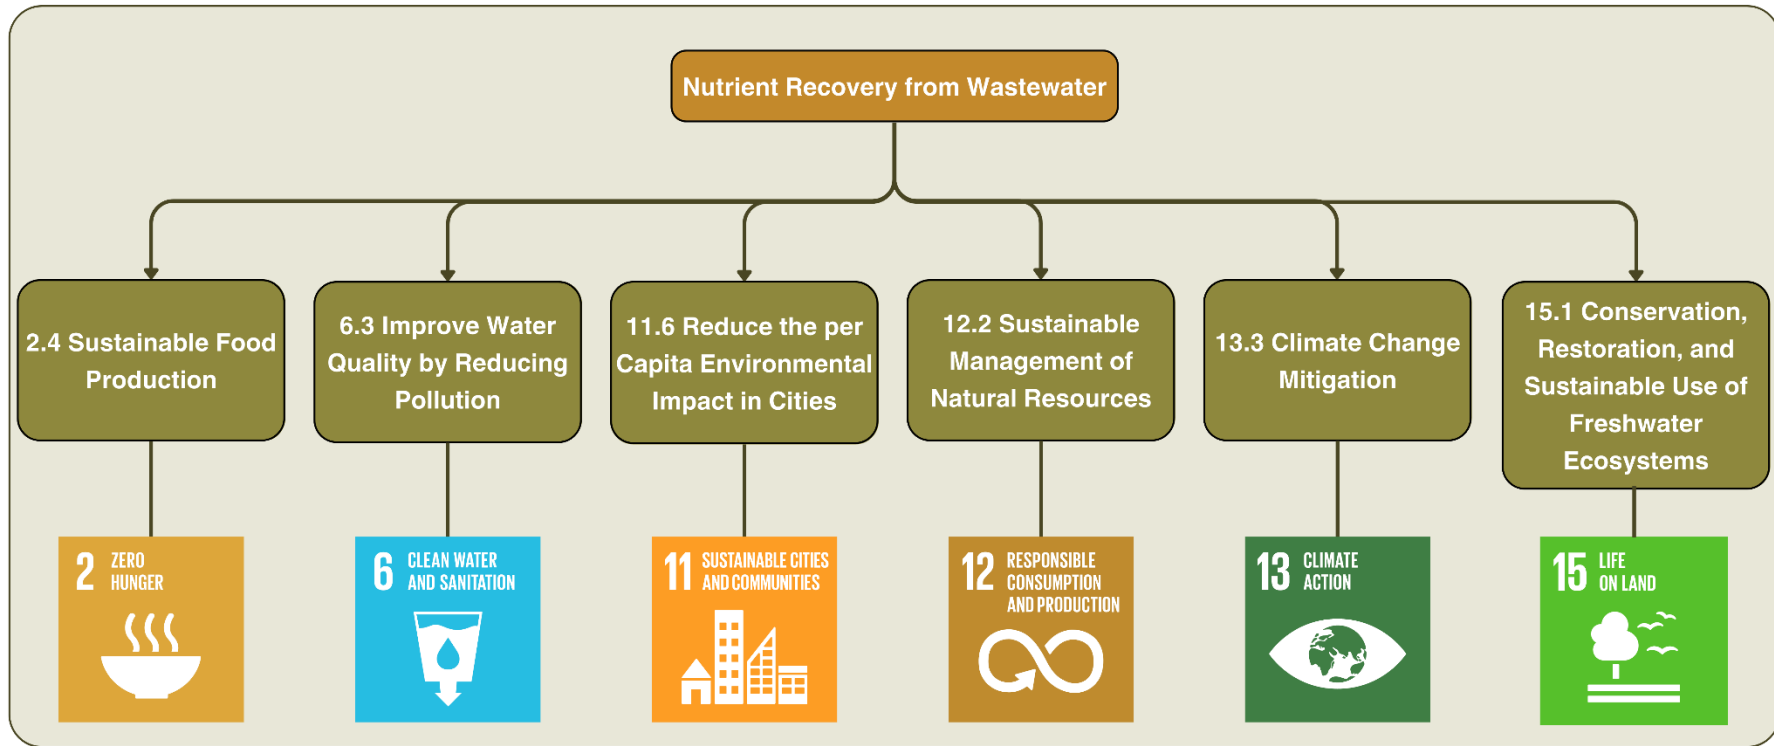 Nutrient Recovery from Wastewater
2.4 Sustainable Food
Production
6.3 Improve Water
Quality by Reducing
Pollution
11.6 Reduce the per
Capita Environmental
Impact in Cities
12.2 Sustainable
Management of
Natural Resources
13.3 Climate Change
Mitigation
15.1 Conservation,
Restoration, and
Sustainable Use of
Freshwater
Ecosystems
2 ZERO
HUNGER
6 CLEAN WATER
AND SANITATION
11 SUSTAINABLE CITIES
AND COMMUNITIES
12 RESPONSIBLE
CONSUMPTION
AND PRODUCTION
13 CLIMATE
ACTION
15 LIFE
ON LAND